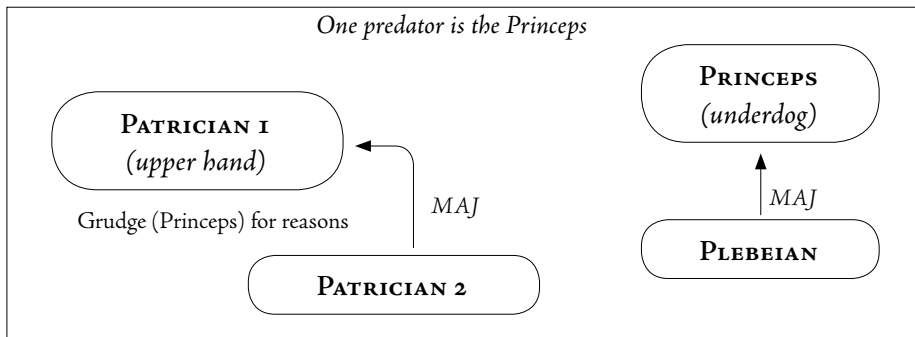 One predator is the Princeps
Patrician 1
(upper hand)
Grudge (Princeps) for reasons
MAJ
Patrician 2
Princeps
(underdog)
MAJ
Plebeian